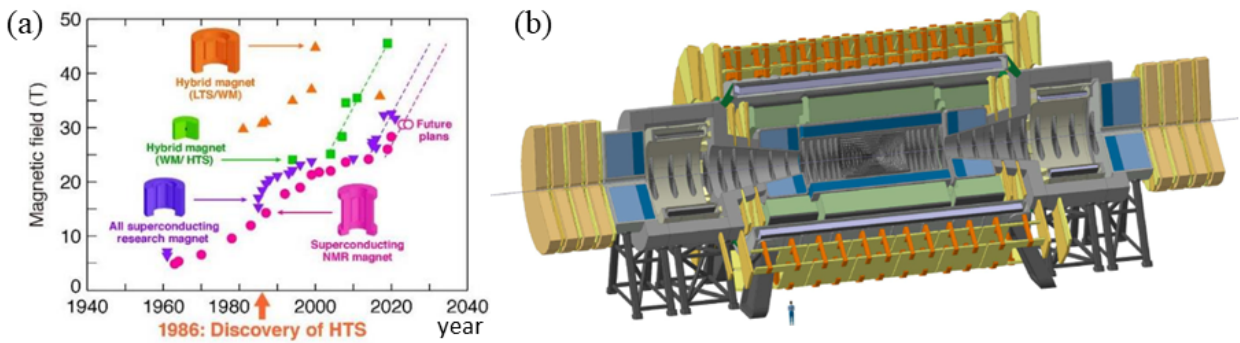 (a)
50
40
30
20
10
0
Magnetic field (T)
Hybrid magnet
(LTS/WM)
Hybrid magnet
(WM/ HTS)
All superconducting
research magnet
Superconducting
NMR magnet
Future
plans
1940 1960 1980 2000 2020 2040
year
1986: Discovery of HTS
(b)